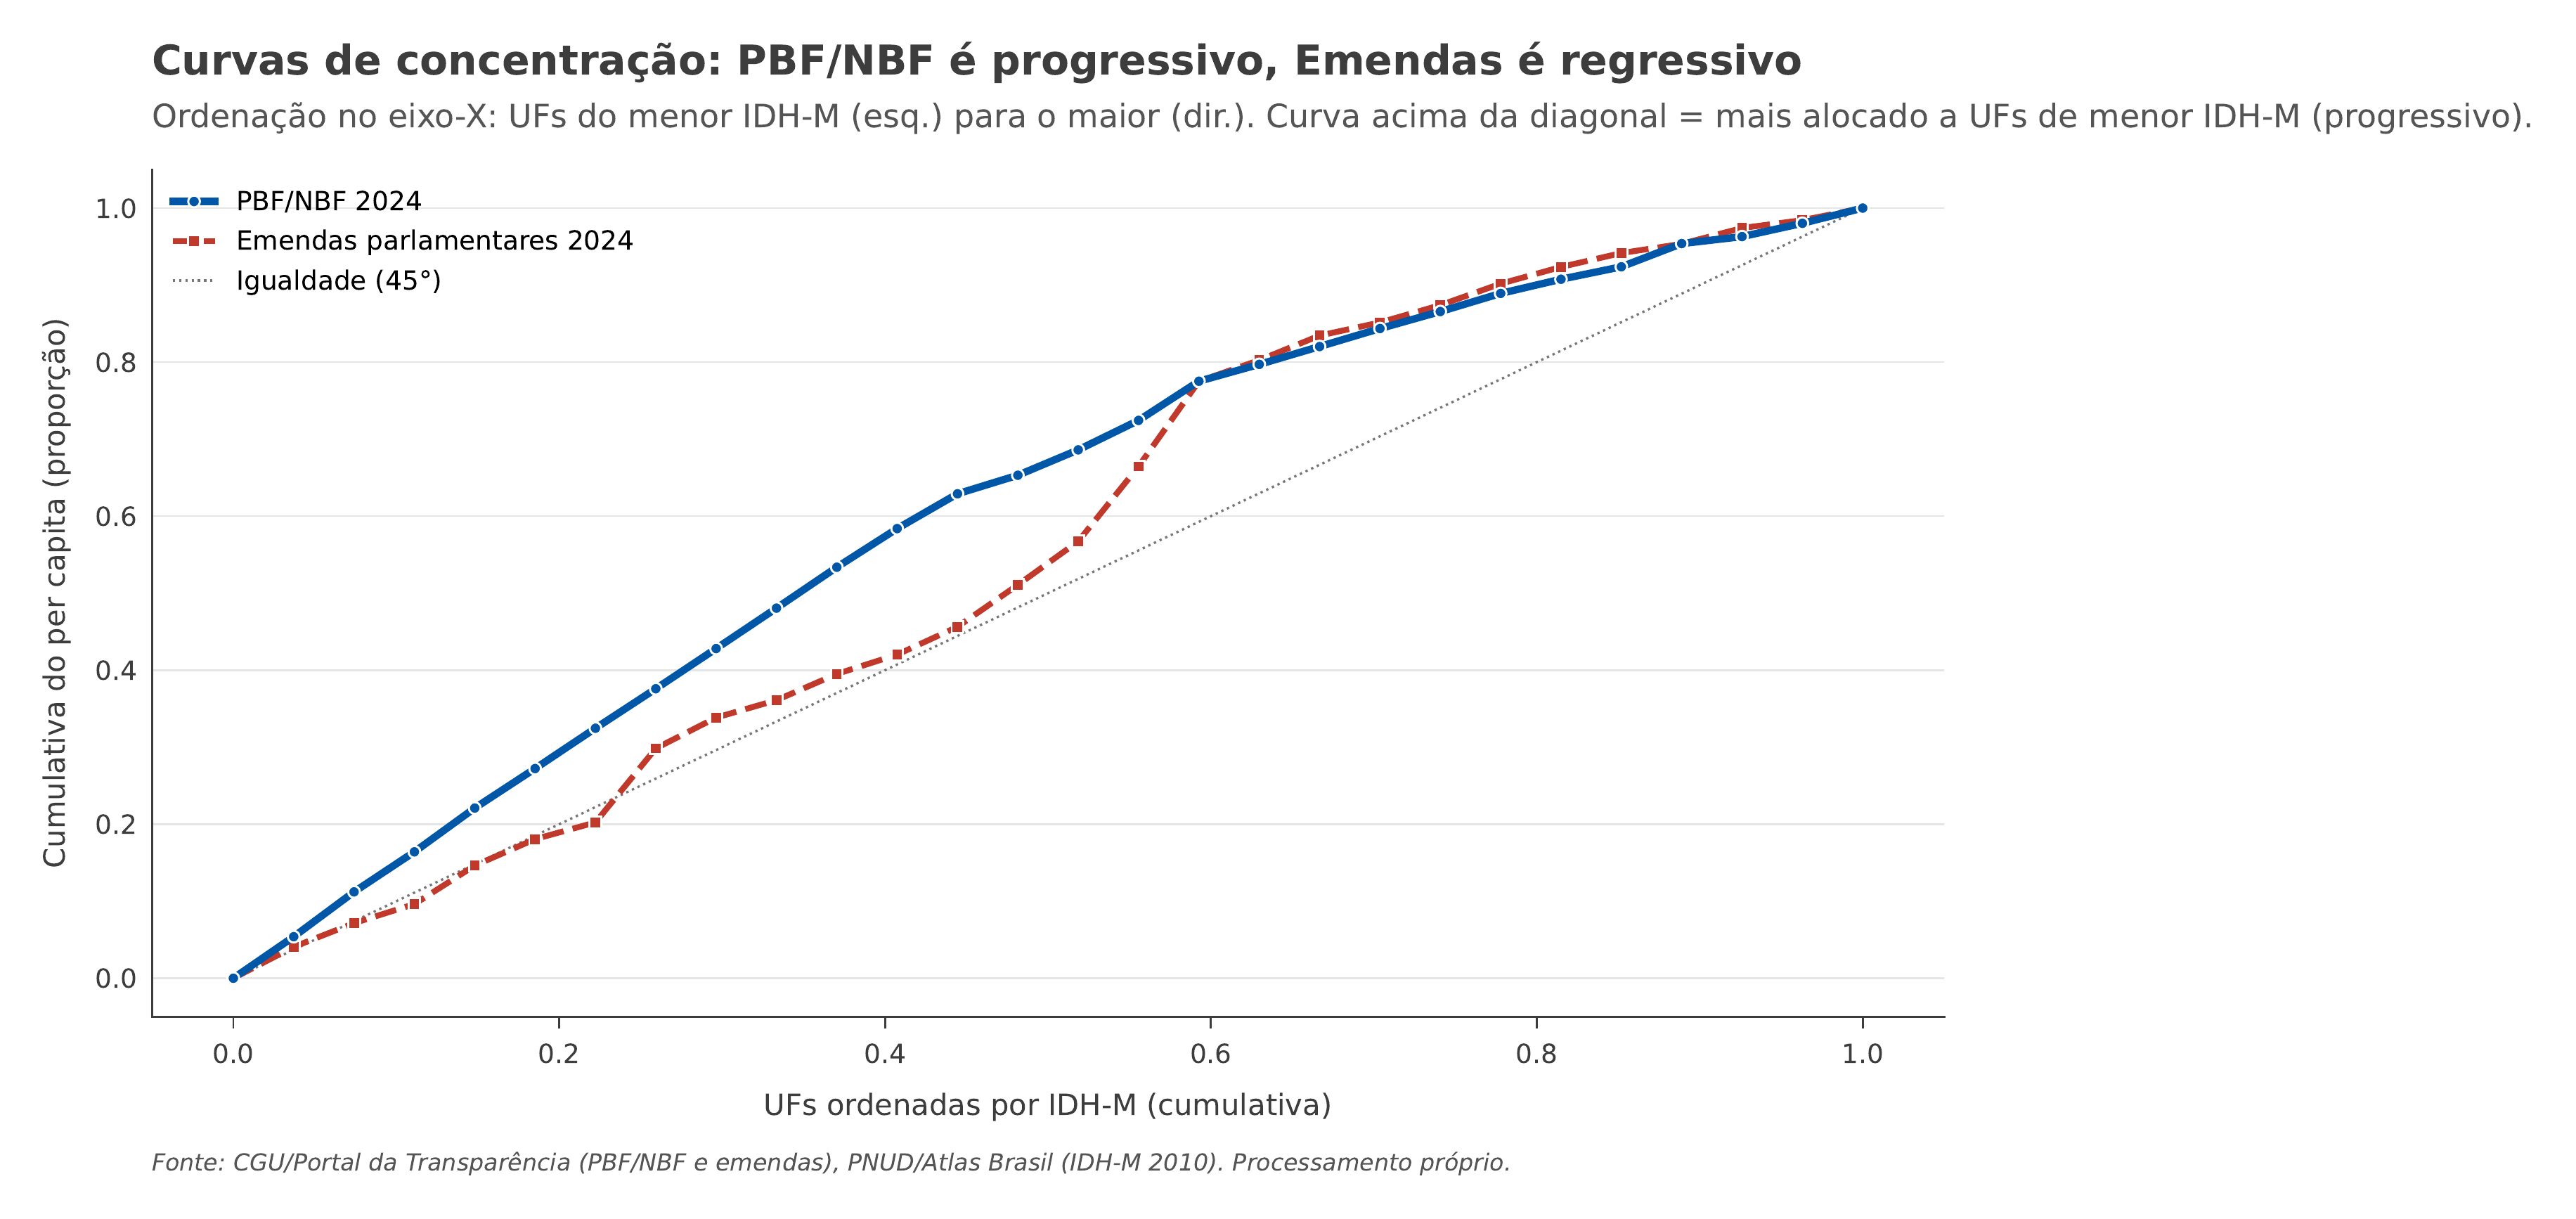 Curvas de concentração: PBF/NBF é progressivo, Emendas é regressivo
Ordenação no eixo-X: UFs do menor IDH-M (esq.) para o maior (dir.). Curva acima da diagonal = mais alocado a UFs de menor IDH-M (progressivo).
PBF/NBF 2024
Emendas parlamentares 2024
Igualdade (45°)
Cumulativa do per capita (proporção)
1.0
0.8
0.6
0.4
0.2
0.0
0.0 0.2 0.4 0.6 0.8 1.0
UFs ordenadas por IDH-M (cumulativa)
Fonte: CGU/Portal da Transparência (PBF/NBF e emendas), PNUD/Atlas Brasil (IDH-M 2010). Processamento próprio.